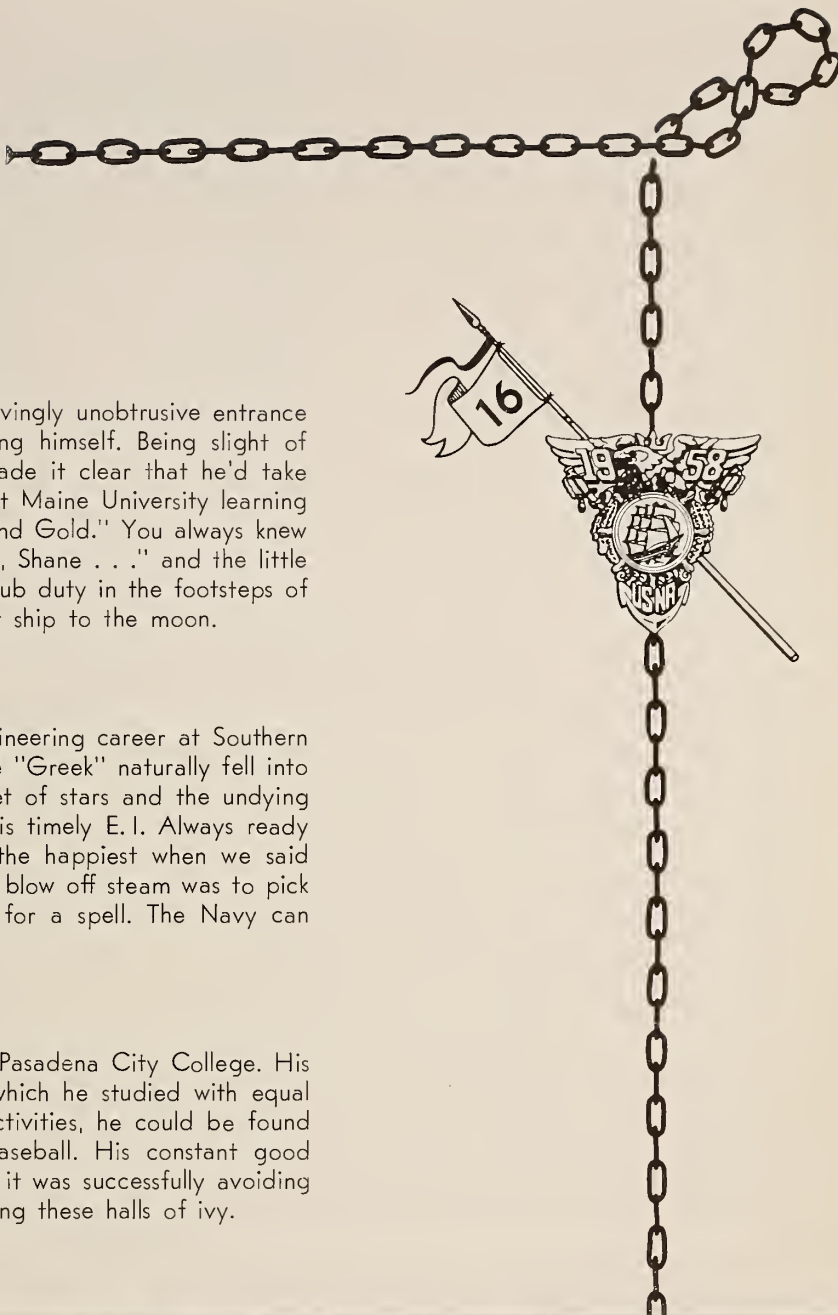 vingly unobtrusive entrance
ng himself. Being slight of
ade it clear that he'd take
t Maine University learning
nd Gold." You always knew
, Shane . . ." and the little
ub duty in the footsteps of
r ship to the moon.
16
19 58
USNA
ineering career at Southern
e "Greek" naturally fell into
et of stars and the undying
is timely E. I. Always ready
the happiest when we said
blow off steam was to pick
for a spell. The Navy can
Pasadena City College. His
which he studied with equal
ctivities, he could be found
aseball. His constant good
it was successfully avoiding
ng these halls of ivy.